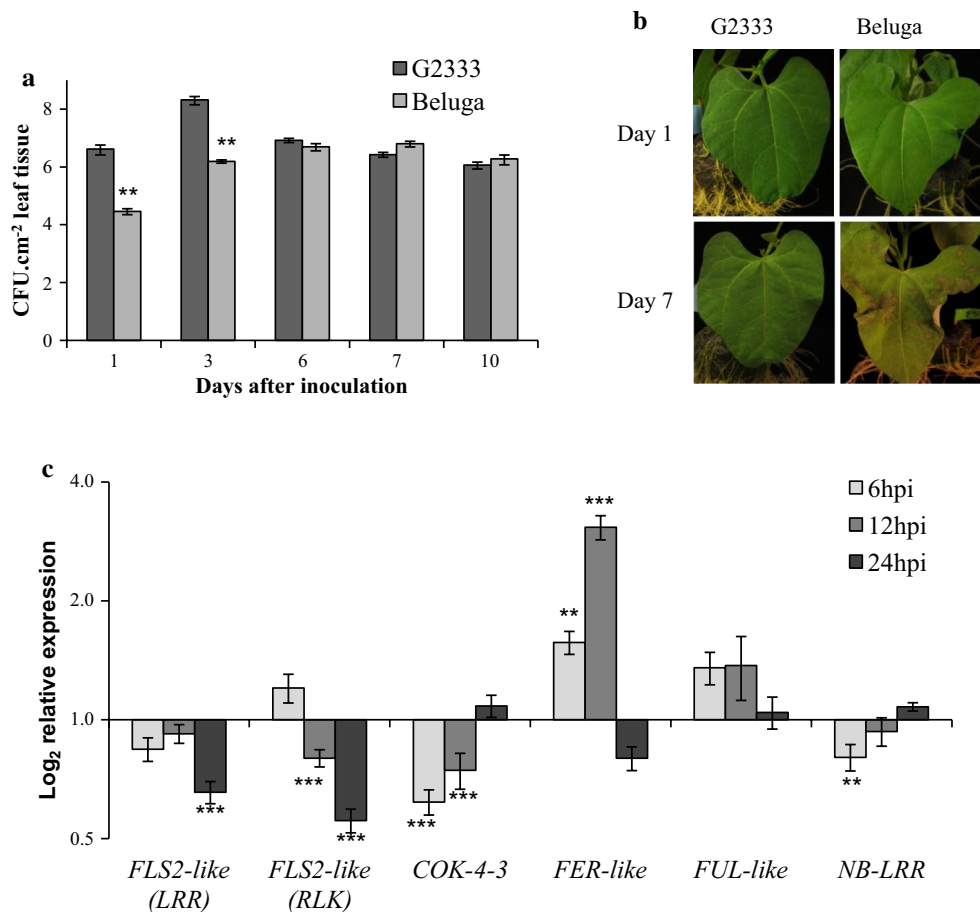 a
G2333
Beluga
CFU.cm-2 leaf tissue
8
**
6
**
4
2
0
1 3 6 7 10
Days after inoculation
b
G2333 Beluga
Day 1
Day 7
c
Log2 relative expression
4.0
2.0
1.0
0.5
6hpi
12hpi
24hpi
***
**
***
***
***
***
***
**
FLS2-like FLS2-like COK-4-3 FER-like FUL-like NB-LRR
(LRR) (RLK)